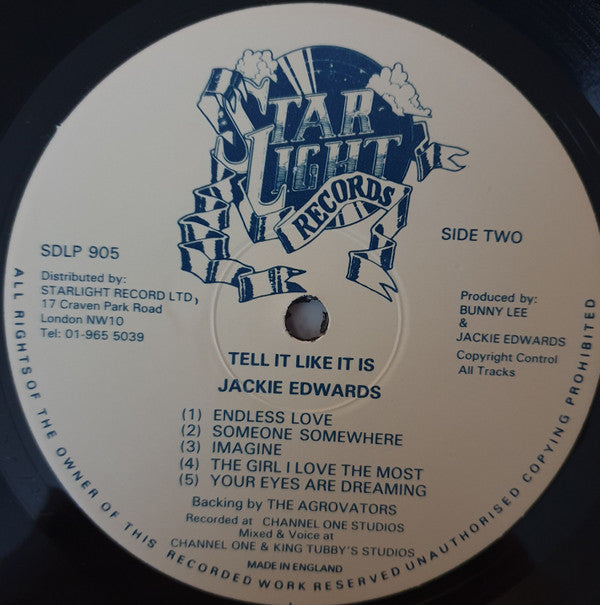 STAR
LIGHT
RECORDS
SIDE TWO
SDLP 905
Distributed by:
STARLIGHT RECORD LTD,
17 Craven Park Road
London NW10
Tel: 01-965 5039
Produced by:
BUNNY LEE
&
JACKIE EDWARDS
Copyright Control
All Tracks
TELL IT LIKE IT IS
JACKIE EDWARDS
(1) ENDLESS LOVE
(2) SOMEONE SOMEWHERE
(3) IMAGINE
(4) THE GIRL I LOVE THE MOST
(5) YOUR EYES ARE DREAMING
Backing by THE AGROVATORS
Recorded at CHANNEL ONE STUDIOS
Mixed & Voice at
CHANNEL ONE & KING TUBBY'S STUDIOS
MADE IN ENGLAND
ALL RIGHTS OF THE OWNER OF THIS RECORDED WORK RESERVED UNAUTHORISED COPYING PROHIBITED